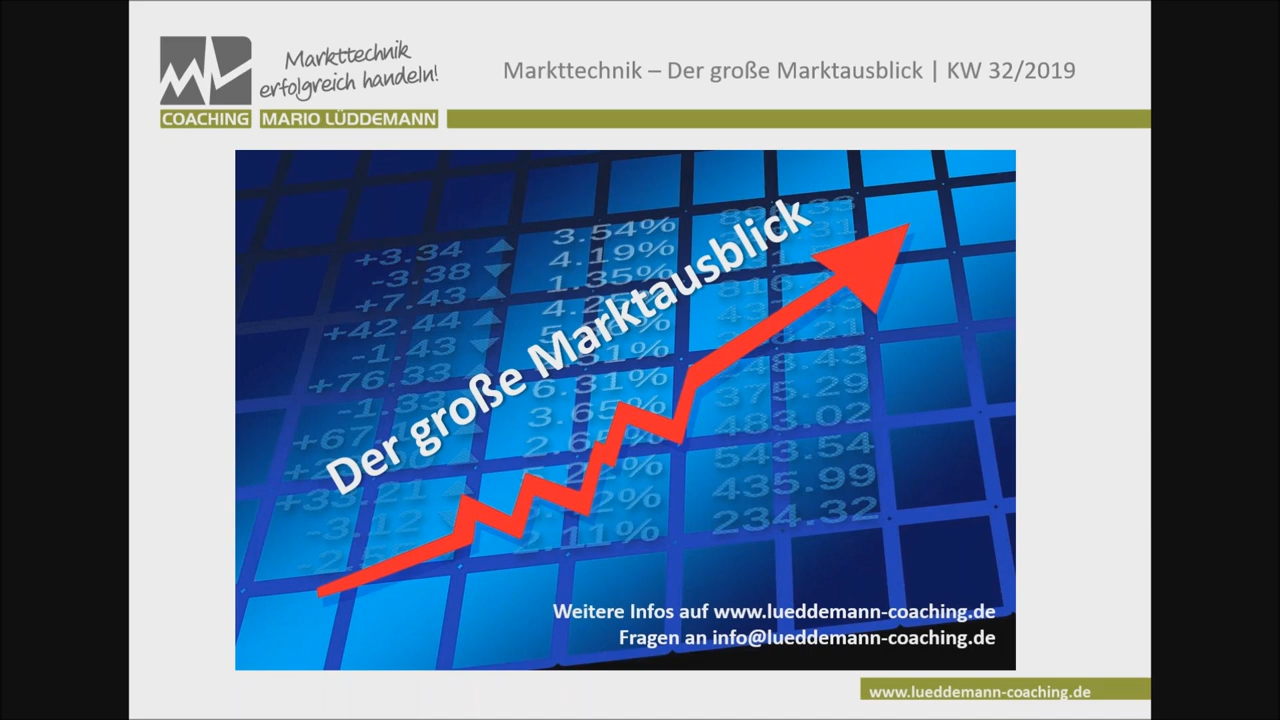 Markttechnik
erfolgreich handeln!
COACHING MARIO LÜDDEMANN
Markttechnik – Der große Marktausblick | KW 32/2019
Der große Marktausblick
+3.34
-3.38
+7.43
+42.44
-1.43
+76.33
3.54%
4.19%
1.35%
6.31%
3.65%
2.11%
375.29
483.02
543.54
435.99
234.32
Weitere Infos auf www.lueddemann-coaching.de
Fragen an info@lueddemann-coaching.de
www.lueddemann-coaching.de